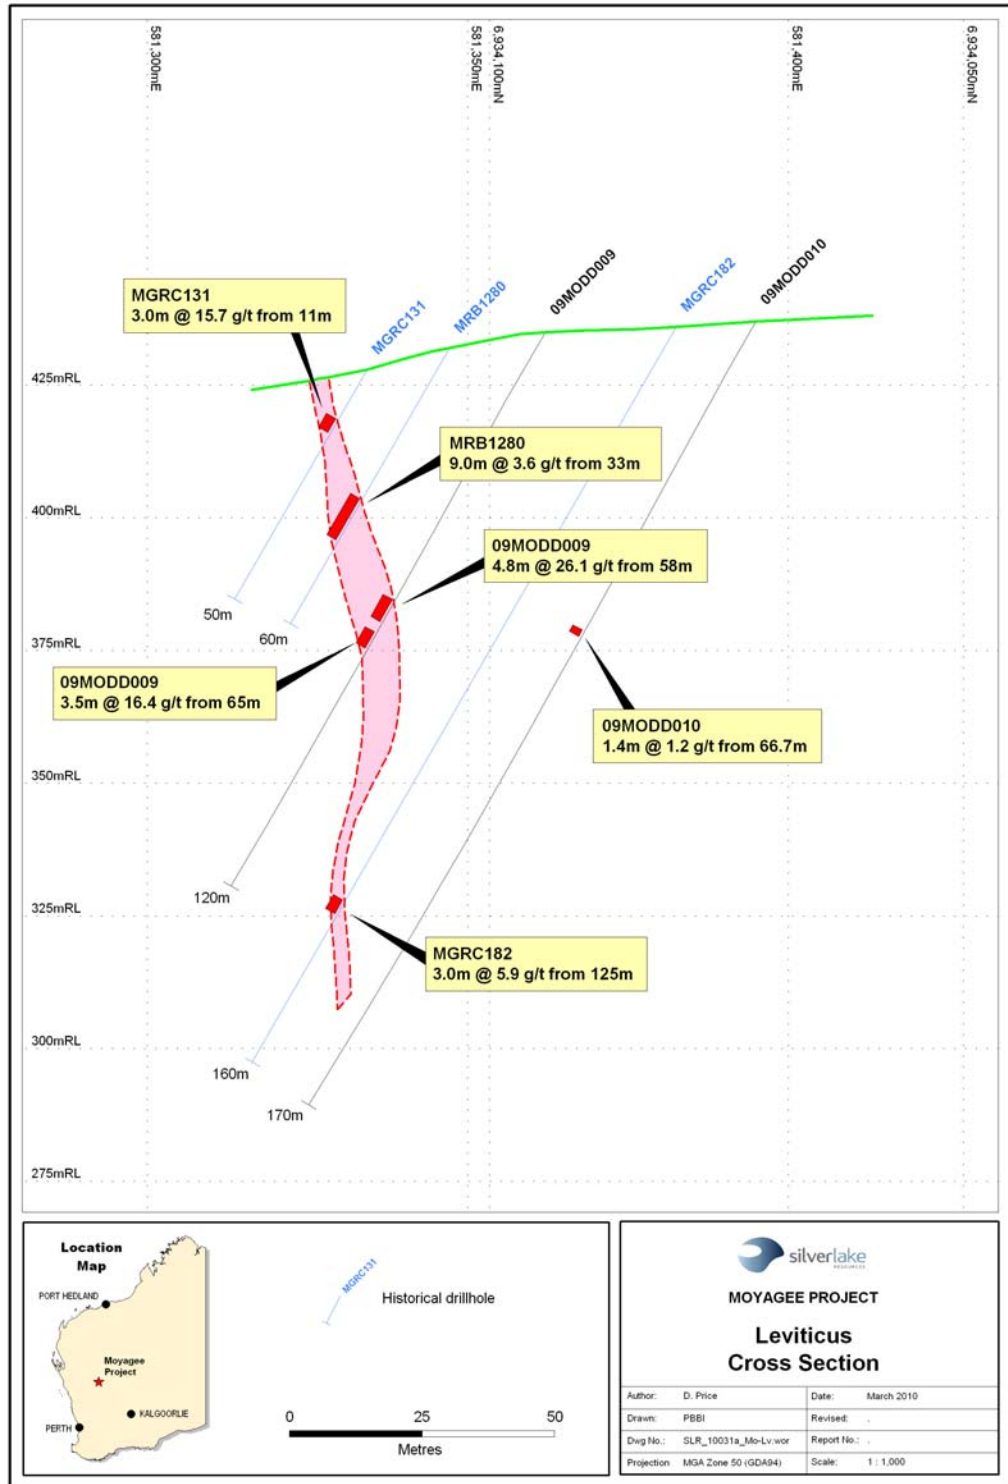 581,300mE
581,350mE
6,934,100mN
581,400mE
6,934,050mN
MGRC131
MRB1280
09MODD009
MGRC182
09MODD010
MGRC131
3.0m @ 15.7 g/t from 11m
425mRL
MRB1280
9.0m @ 3.6 g/t from 33m
400mRL
09MODD009
4.8m @ 26.1 g/t from 58m
50m
60m
375mRL
09MODD009
3.5m @ 16.4 g/t from 65m
09MODD010
1.4m @ 1.2 g/t from 66.7m
350mRL
120m
325mRL
MGRC182
3.0m @ 5.9 g/t from 125m
300mRL
160m
170m
275mRL
Location
Map
PORT HEDLAND
Moyagee
Project
KALGOORLIE
PERTH
MGRC131
Historical drillhole
0 25 50
Metres
silverlake
RESOURCES
MOYAGEE PROJECT
Leviticus
Cross Section
Author: D. Price Date: March 2010
Drawn: PBBI Revised: .
Dwg No.: SLR_10031a_Mo-Lv.wor Report No.: .
Projection MGA Zone 50 (GDA94) Scale: 1 : 1,000